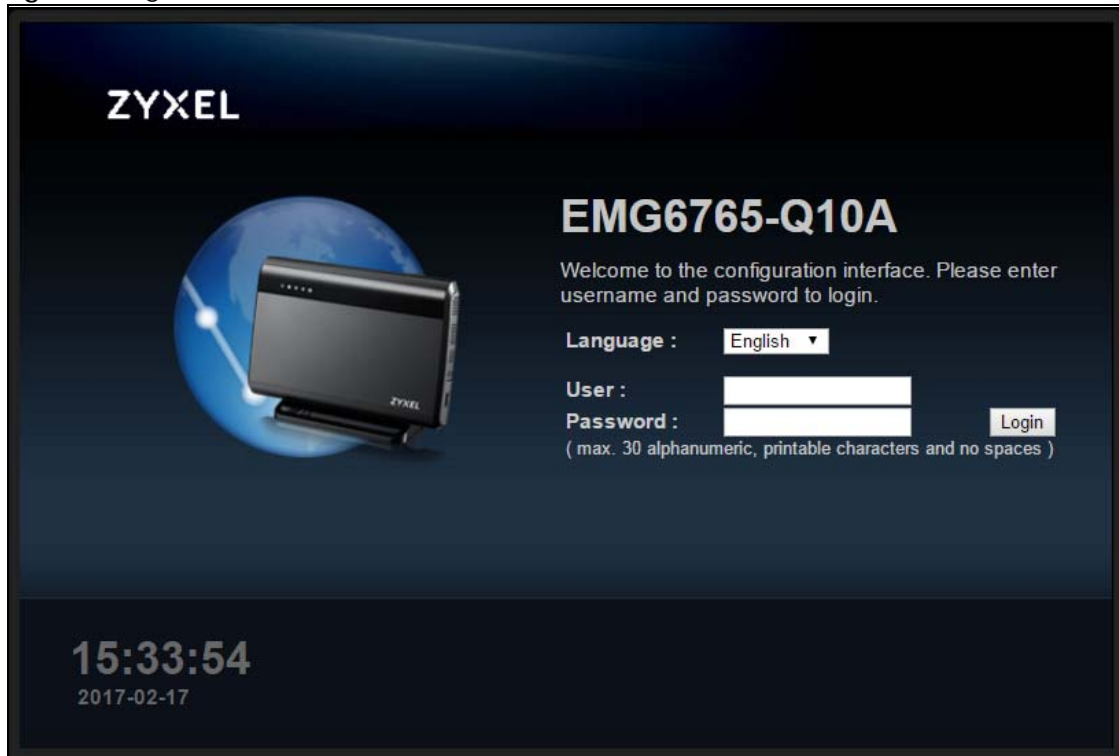 ZYXEL
EMG6765-Q10A
Welcome to the configuration interface. Please enter
username and password to login.
Language :
English
User :
Password :
Login
( max. 30 alphanumeric, printable characters and no spaces )
ZYXEL
15:33:54
2017-02-17